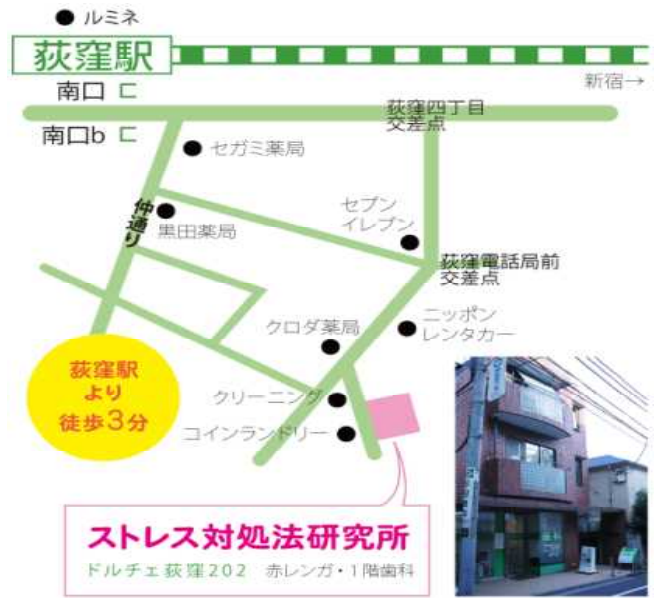 ● ルミネ
荻窪駅
新宿→
南口
荻窪四丁目
交差点
南口b
● セガミ薬局
セブン
イレブン
仲通り
黒田薬局
荻窪電話局前
交差点
ニッポン
レンタカー
クロダ薬局
荻窪駅
より
徒歩3分
クリーニング
コインランドリー
ストレス対処法研究所
ドルチェ荻窪202 赤レンガ・1階歯科